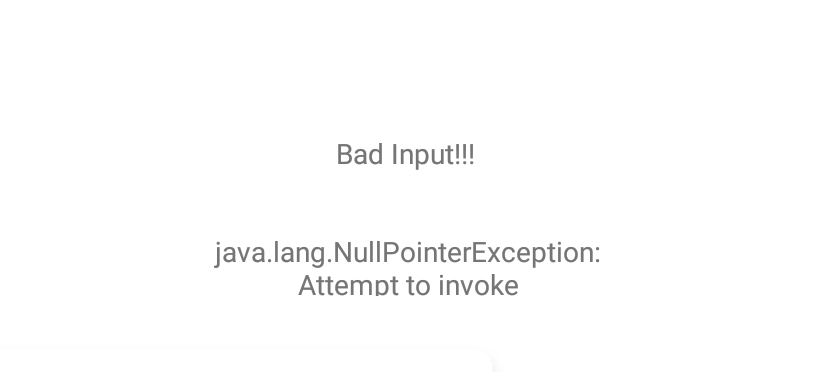 Bad Input!!!
java.lang.NullPointerException:
Attempt to invoke